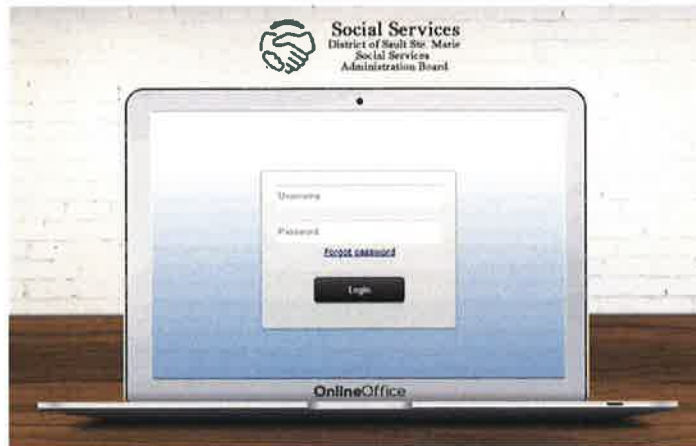 Social Services
District of Sault Ste. Marie
Social Services
Administration Board
Username
Password
Forgot password
Login
OnlineOffice